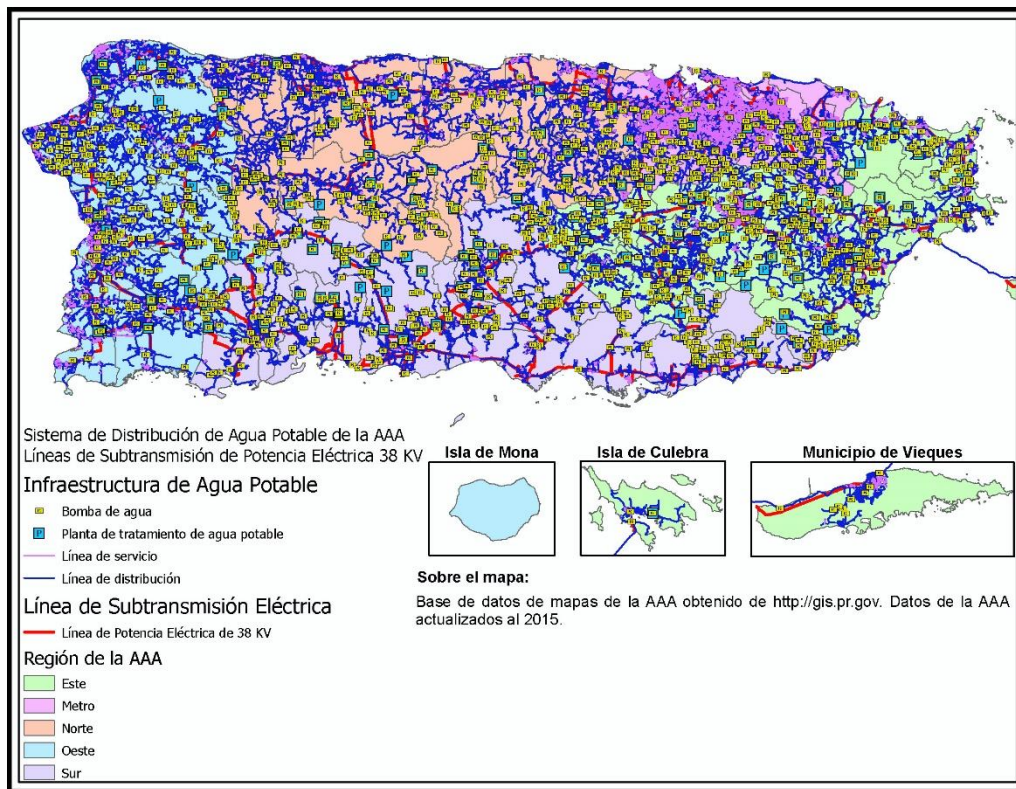 Sistema de Distribución de Agua Potable de la AAA
Líneas de Subtransmisión de Potencia Eléctrica 38 KV
Infraestructura de Agua Potable
Bomba de agua
P Planta de tratamiento de agua potable
Línea de servicio
Línea de distribución
Línea de Subtransmisión Eléctrica
Línea de Potencia Eléctrica de 38 KV
Región de la AAA
Este
Metro
Norte
Oeste
Sur
Isla de Mona
Isla de Culebra
Municipio de Vieques
Sobre el mapa:
Base de datos de mapas de la AAA obtenido de http://gis.pr.gov. Datos de la AAA
actualizados al 2015.